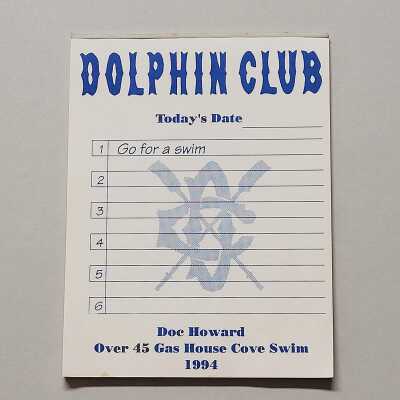 DOLPHIN CLUB
Today's Date
1 Go for a swim
2
3
4
5
6
Doc Howard
Over 45 Gas House Cove Swim
1994